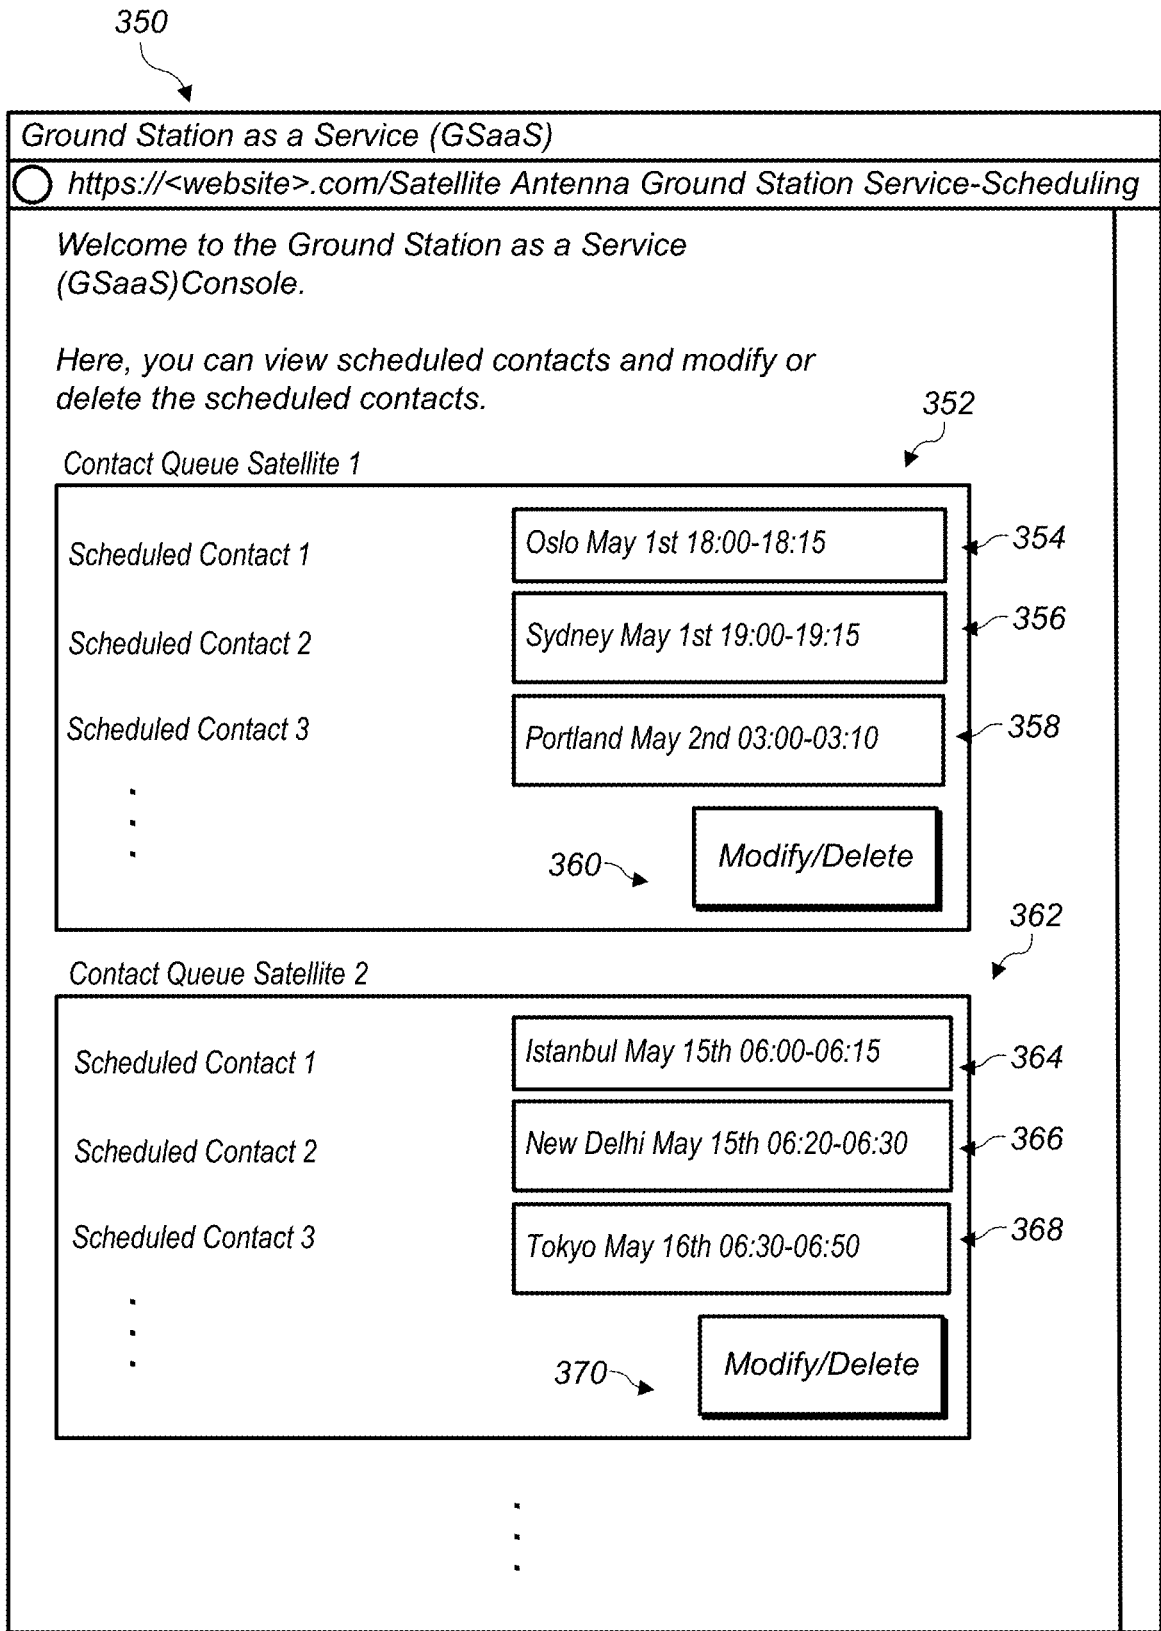 350
Ground Station as a Service (GSaaS)
https://<website>.com/Satellite Antenna Ground Station Service-Scheduling
Welcome to the Ground Station as a Service
(GSaaS)Console.
Here, you can view scheduled contacts and modify or
delete the scheduled contacts.
352
Contact Queue Satellite 1
Scheduled Contact 1
Oslo May 1st 18:00-18:15
354
Scheduled Contact 2
Sydney May 1st 19:00-19:15
356
Scheduled Contact 3
Portland May 2nd 03:00-03:10
358
360
Modify/Delete
362
Contact Queue Satellite 2
Scheduled Contact 1
Istanbul May 15th 06:00-06:15
364
Scheduled Contact 2
New Delhi May 15th 06:20-06:30
366
Scheduled Contact 3
Tokyo May 16th 06:30-06:50
368
370
Modify/Delete